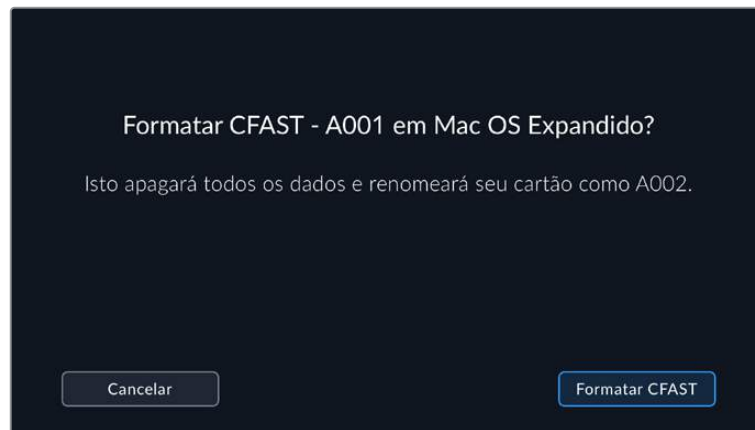 Formatar CFAST - A001 em Mac OS Expandido?
Isto apagará todos os dados e renomeará seu cartão como A002.
Cancelar
Formatar CFAST